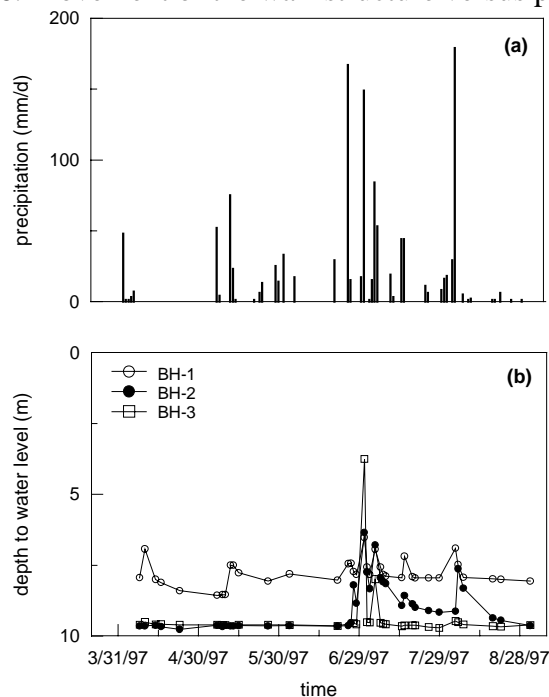 200
(a)
precipitation (mm/d)
100
0
0
BH-1
(b)
BH-2
BH-3
depth to water level (m)
5
10
3/31/97 4/30/97 5/30/97 6/29/97 7/29/97 8/28/97
time